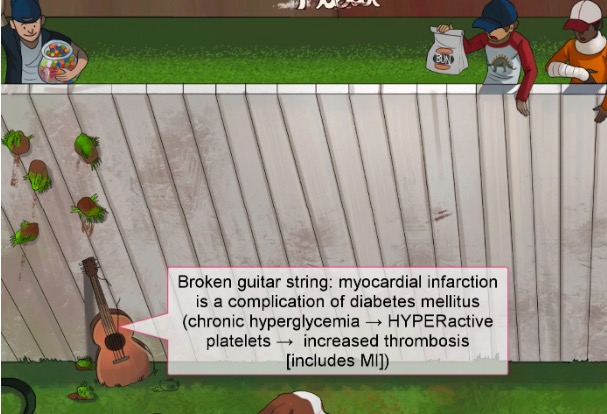 BUN
Broken guitar string: myocardial infarction
is a complication of diabetes mellitus
(chronic hyperglycemia → HYPERactive
platelets → increased thrombosis
[includes MI])